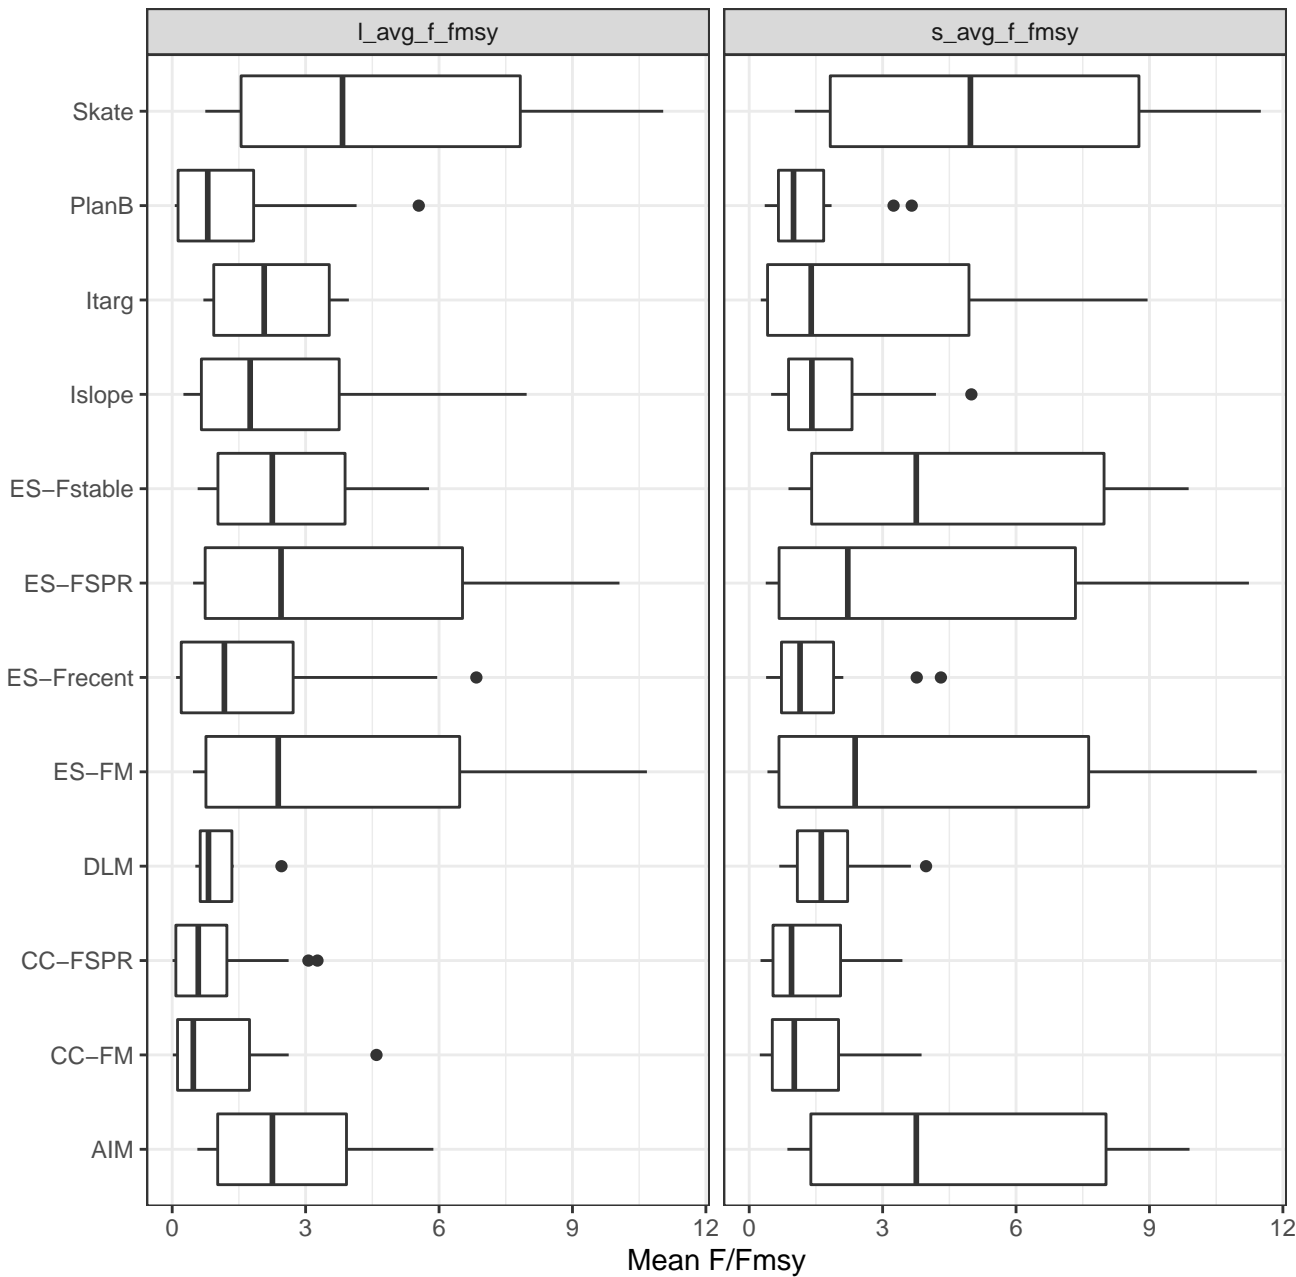 l_avg_f_fmsy s_avg_f_fmsy
Skate
PlanB
Itarg
Islope
ES−Fstable
ES−FSPR
ES−Frecent
ES−FM
DLM
CC−FSPR
CC−FM
AIM
0 3 6 9 12 0 3 6 9 12
Mean F/Fmsy